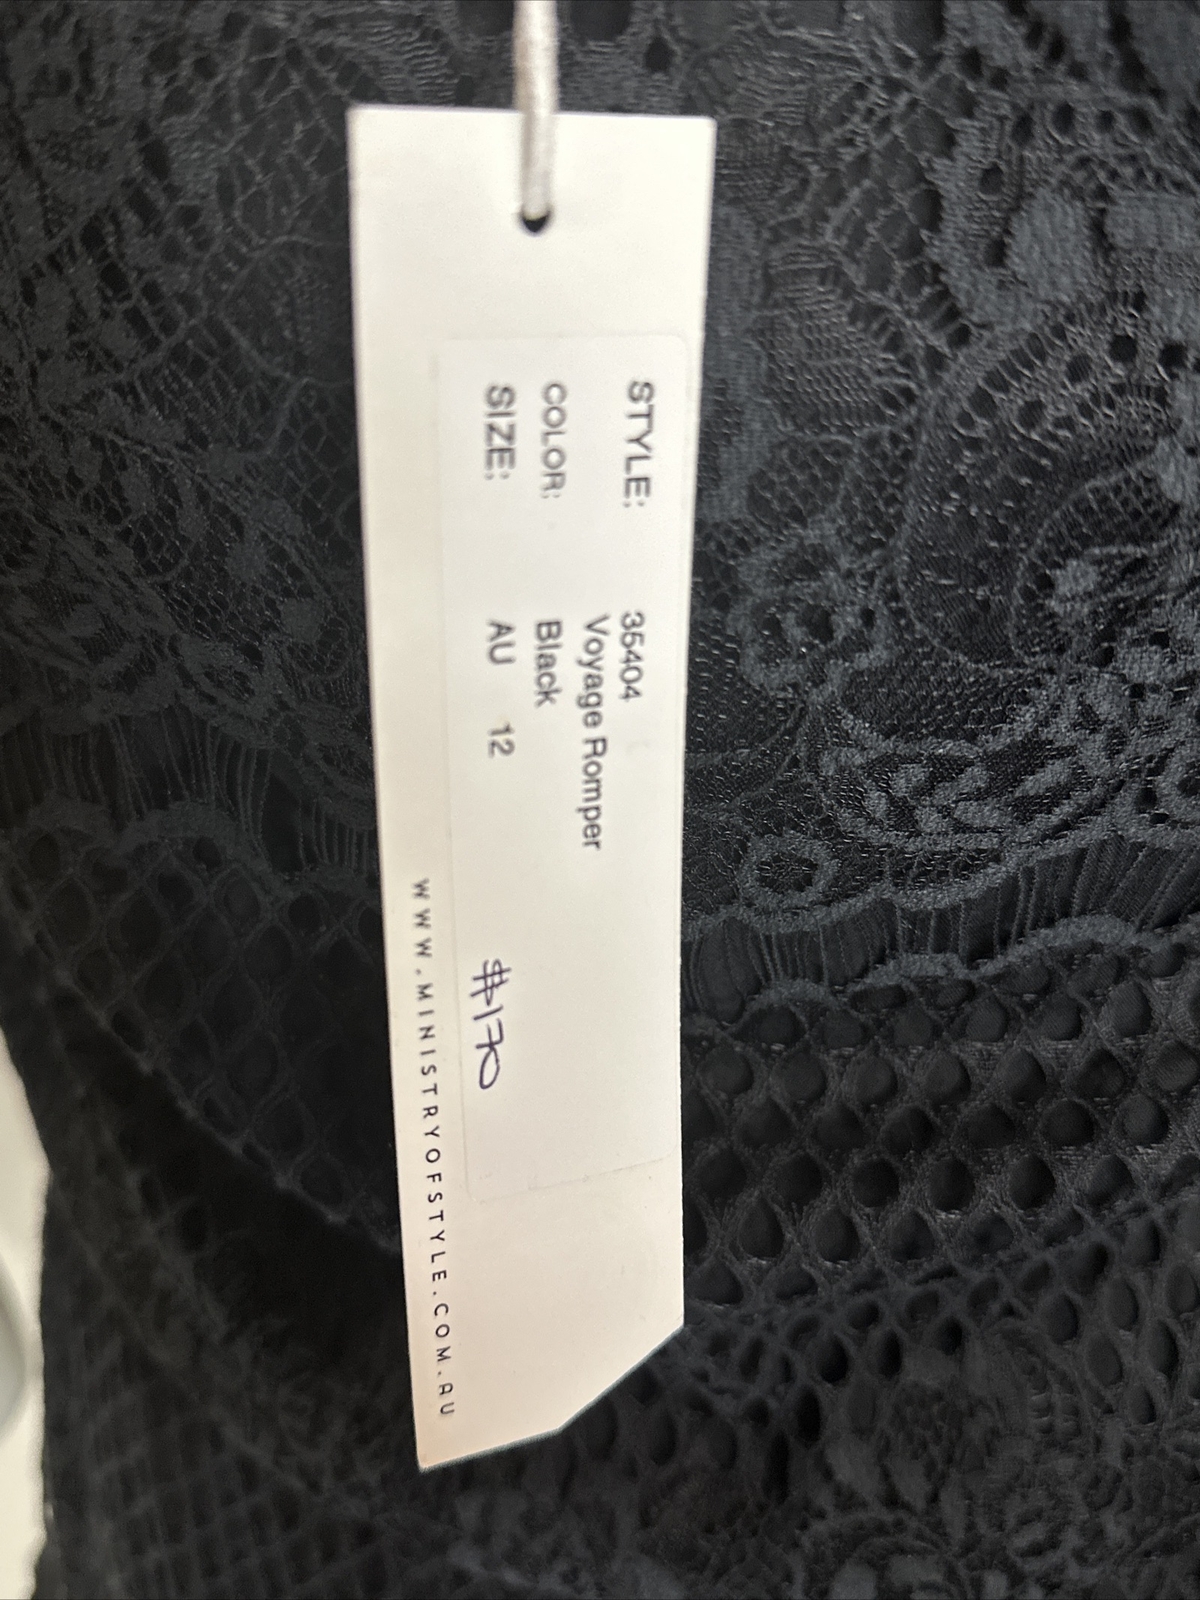 STYLE: 35404
Voyage Romper
COLOR: Black
SIZE: AU 12
$170
WWW.MINISTRYOFSTYLE.COM.AU